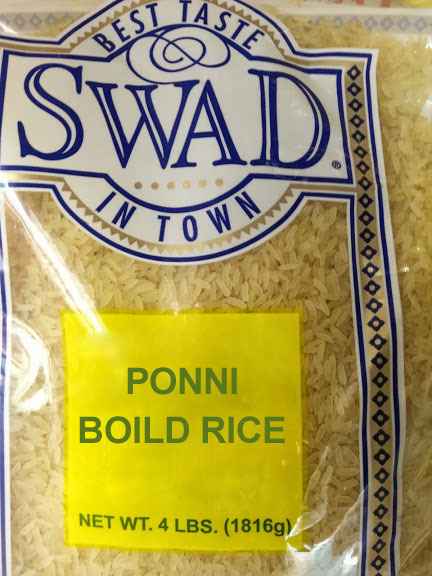 BEST TASTE
SWAD®
IN TOWN
PONNI
BOILD RICE
NET WT. 4 LBS. (1816g)